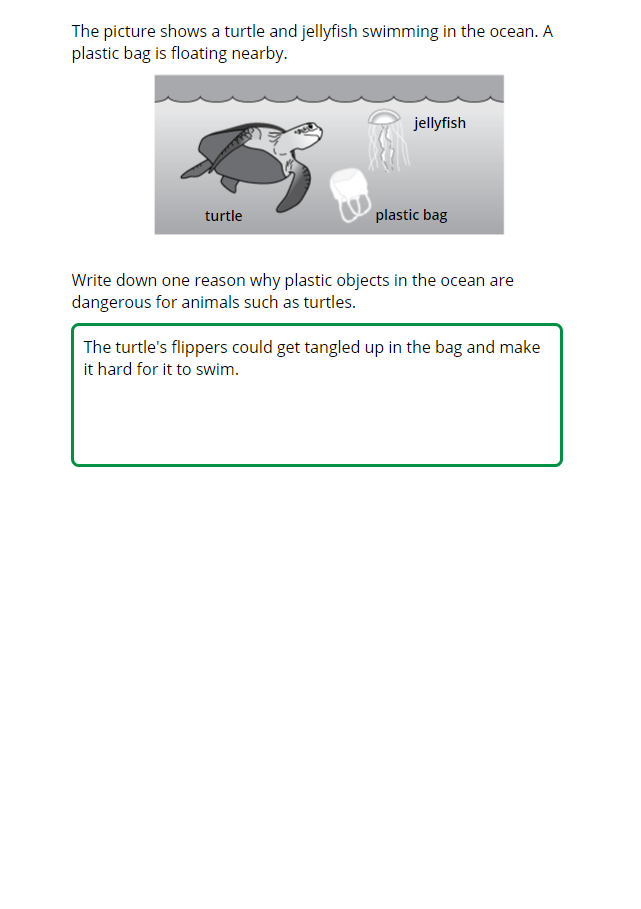 The picture shows a turtle and jellyfish swimming in the ocean. A
plastic bag is floating nearby.
jellyfish
turtle
plastic bag
Write down one reason why plastic objects in the ocean are
dangerous for animals such as turtles.
The turtle's flippers could get tangled up in the bag and make
it hard for it to swim.